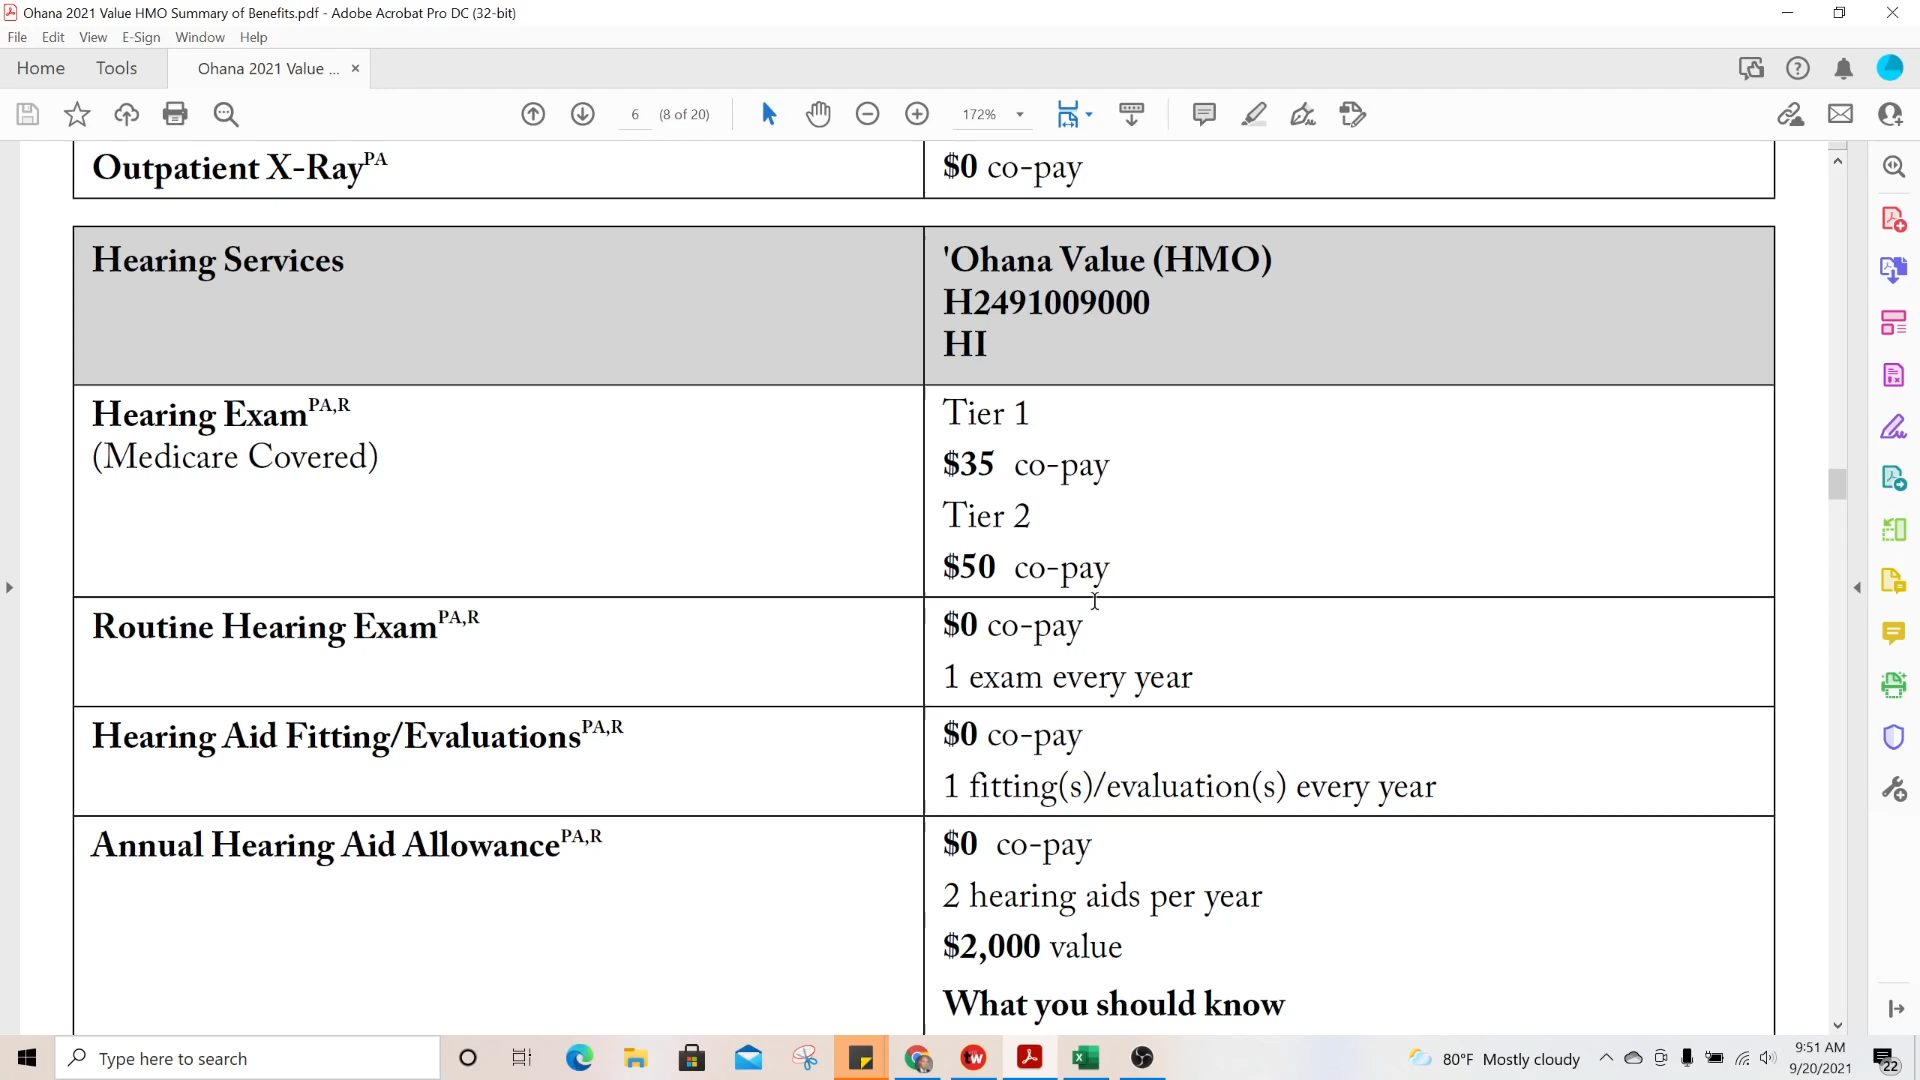 Ohana 2021 Value HMO Summary of Benefits.pdf - Adobe Acrobat Pro DC (32-bit)
File Edit View E-Sign Window Help
Home Tools Ohana 2021 Value ... ×
6 (8 of 20) 172%
Outpatient X-RayPA $0 co-pay
Hearing Services 'Ohana Value (HMO)
H2491009000
HI
Hearing ExamPA,R Tier 1
(Medicare Covered) $35 co-pay
Tier 2
$50 co-pay
Routine Hearing ExamPA,R $0 co-pay
1 exam every year
Hearing Aid Fitting/EvaluationsPA,R $0 co-pay
1 fitting(s)/evaluation(s) every year
Annual Hearing Aid AllowancePA,R $0 co-pay
2 hearing aids per year
$2,000 value
What you should know
Type here to search tw 80°F Mostly cloudy 9:51 AM
9/20/2021 22